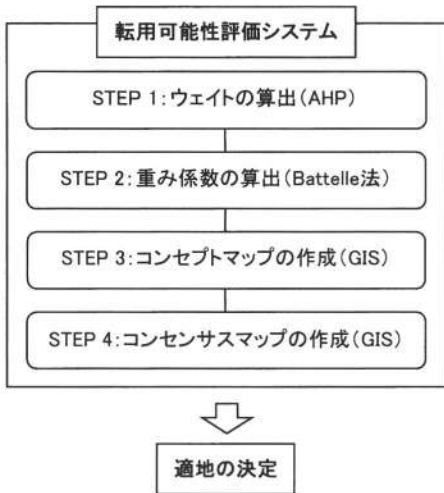 転用可能性評価システム
STEP 1:ウェイトの算出(AHP)
STEP 2:重み係数の算出(Battelle法)
STEP 3:コンセプトマップの作成(GIS)
STEP 4:コンセンサスマップの作成(GIS)
適地の決定